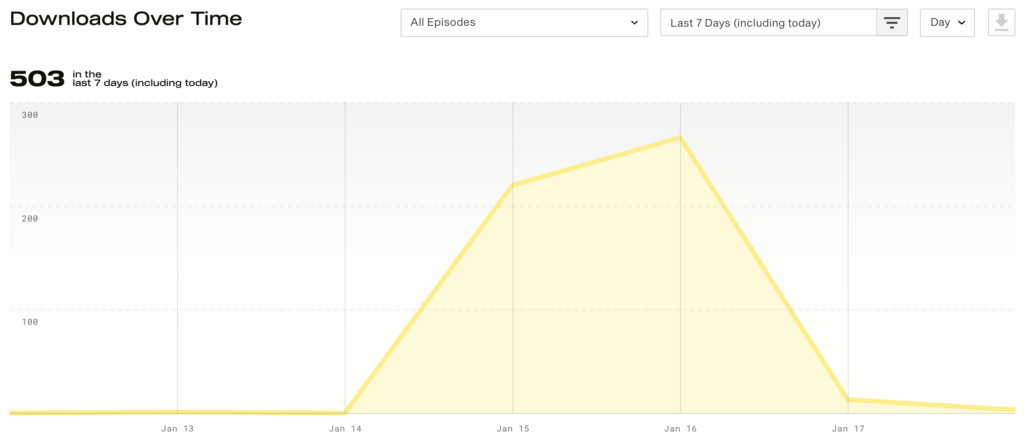 Downloads Over Time
All Episodes
Last 7 Days (including today)
Day
503 in the
last 7 days (including today)
300
200
100
Jan 13
Jan 14
Jan 15
Jan 16
Jan 17